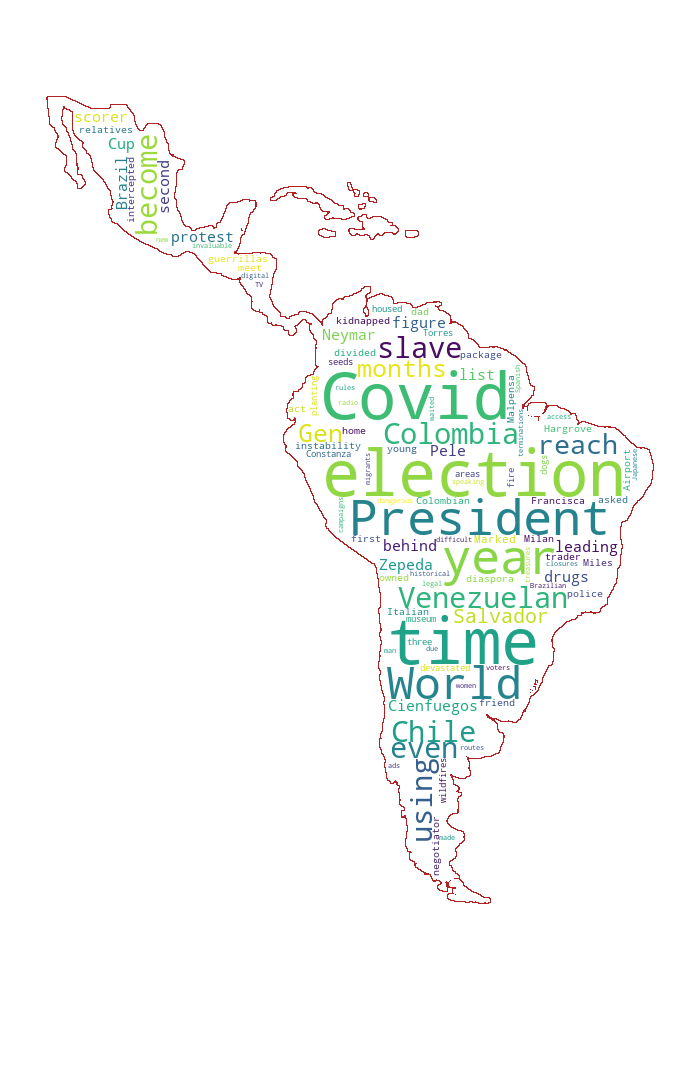 scorer
relatives
Cup
become
Brazil
intercepted
second
new
protest
invaluable
guerrillas
meet
digital
TV
housed
dad
kidnapped
figure
Neymar
Torres
divided
slave
package
seeds
months
list
Spanish
planting
rules
Covid
Malpensa
radio
waited
act
access
Gen
home
Colombia
terminations
Hargrove
instability
Constanza
young
Pele
reach
migrants
election
areas
speaking
fire
dogs
Airport
Japanese
campaigns
dangerous
Colombian
Francisca
asked
President
first
behind
difficult
Marked
Milan
leading
year
treasures
trader
closures
Miles
Zepeda
owned
historical
legal
diaspora
drugs
Brazilian
police
Venezuelan
Italian
museum
Salvador
time
three
due
man
devastated
voters
World
women
Cienfuegos
friend
Chile
even
routes
ads
using
wildfires
negotiator
made